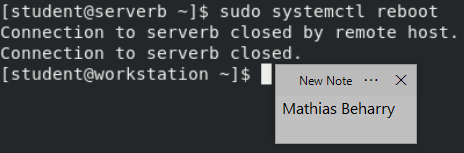 [student@serverb ~]$ sudo systemctl reboot
Connection to serverb closed by remote host.
Connection to serverb closed.
[student@workstation ~]$
New Note ··· ×
Mathias Beharry